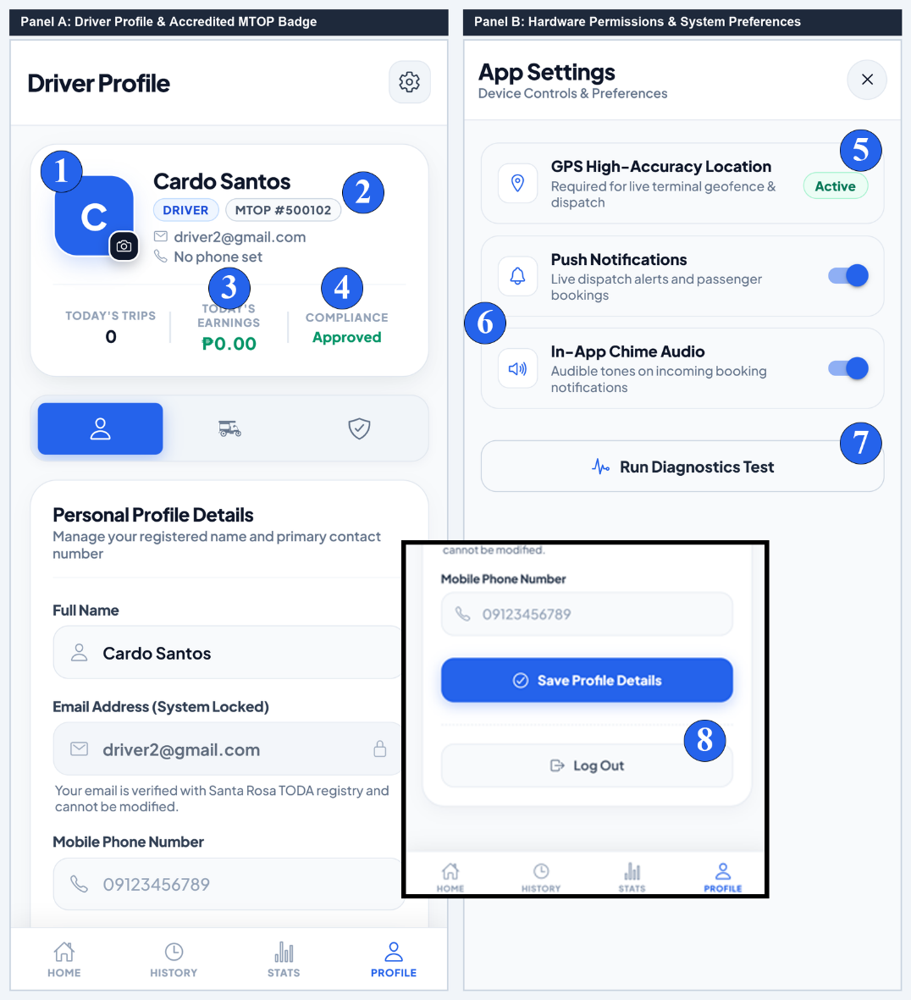 Panel A: Driver Profile & Accredited MTOP Badge
Driver Profile
1
C
Cardo Santos
2
DRIVER
MTOP #500102
driver2@gmail.com
No phone set
3
4
TODAY'S TRIPS
0
TODAY'S
EARNINGS
₱0.00
COMPLIANCE
Approved
Personal Profile Details
Manage your registered name and primary contact
number
Full Name
Cardo Santos
Email Address (System Locked)
driver2@gmail.com
Your email is verified with Santa Rosa TODA registry and
cannot be modified.
Mobile Phone Number
09123456789
HOME
HISTORY
STATS
PROFILE
Panel B: Hardware Permissions & System Preferences
App Settings
Device Controls & Preferences
5
GPS High-Accuracy Location
Required for live terminal geofence &
dispatch
Active
Push Notifications
Live dispatch alerts and passenger
bookings
6
In-App Chime Audio
Audible tones on incoming booking
notifications
7
Run Diagnostics Test
cannot be modified.
Mobile Phone Number
09123456789
Save Profile Details
8
Log Out
HOME
HISTORY
STATS
PROFILE